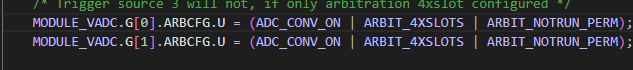 /* Trigger source 3 will not, if only arbitration 4xslot configured */
MODULE_VADC.G[0].ARBCFG.U = (ADC_CONV_ON | ARBIT_4XSLOTS | ARBIT_NOTRUN_PERM);
MODULE_VADC.G[1].ARBCFG.U = (ADC_CONV_ON | ARBIT_4XSLOTS | ARBIT_NOTRUN_PERM);